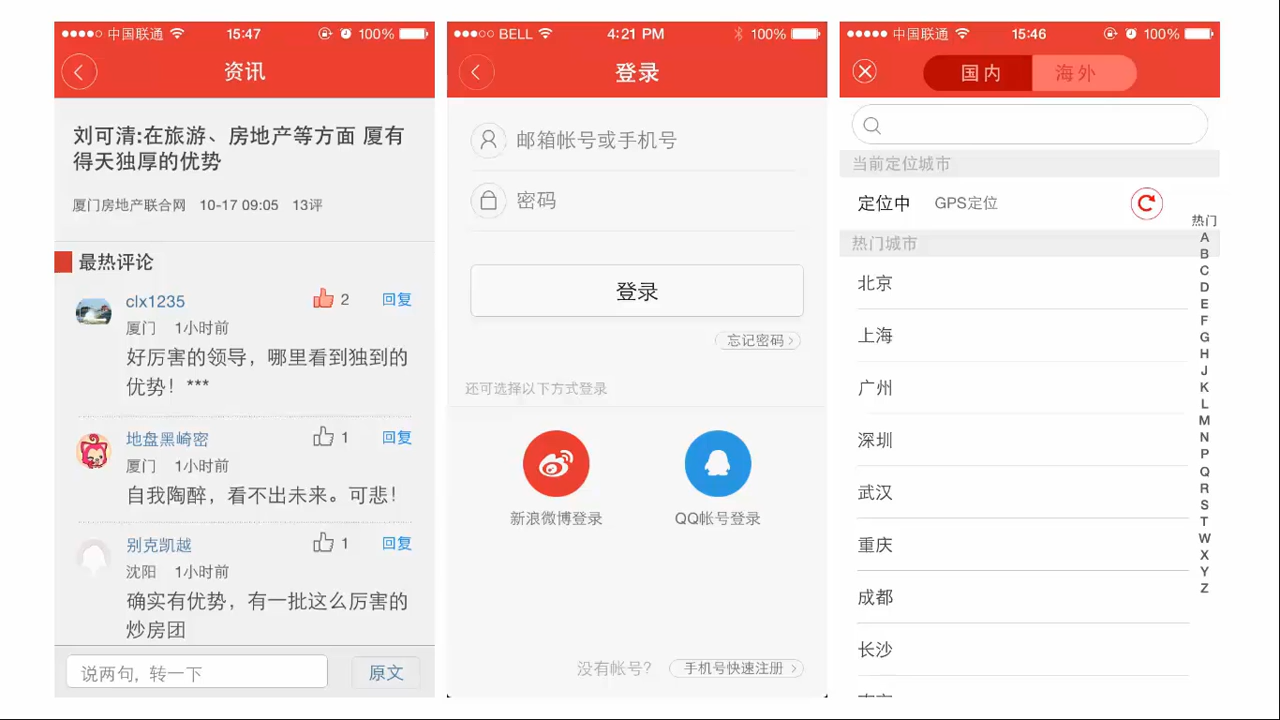 中国联通 15:47 100%
资讯
刘可清:在旅游、房地产等方面 厦有
得天独厚的优势
厦门房地产联合网 10-17 09:05 13评
最热评论
clx1235 2 回复
厦门 1小时前
好厉害的领导，哪里看到独到的
优势！***
地盘黑崎密 1 回复
厦门 1小时前
自我陶醉，看不出未来。可悲！
别克凯越 1 回复
沈阳 1小时前
确实有优势，有一批这么厉害的
炒房团
说两句，转一下 原文
BELL 4:21 PM 100%
登录
邮箱帐号或手机号
密码
登录
忘记密码
还可选择以下方式登录
新浪微博登录 QQ帐号登录
没有帐号? 手机号快速注册
中国联通 15:46 100%
国内 海外
当前定位城市
定位中 GPS定位
热门城市
北京
上海
广州
深圳
武汉
重庆
成都
长沙
热门
A
B
C
D
E
F
G
H
J
K
L
M
N
P
Q
R
S
T
W
X
Y
Z